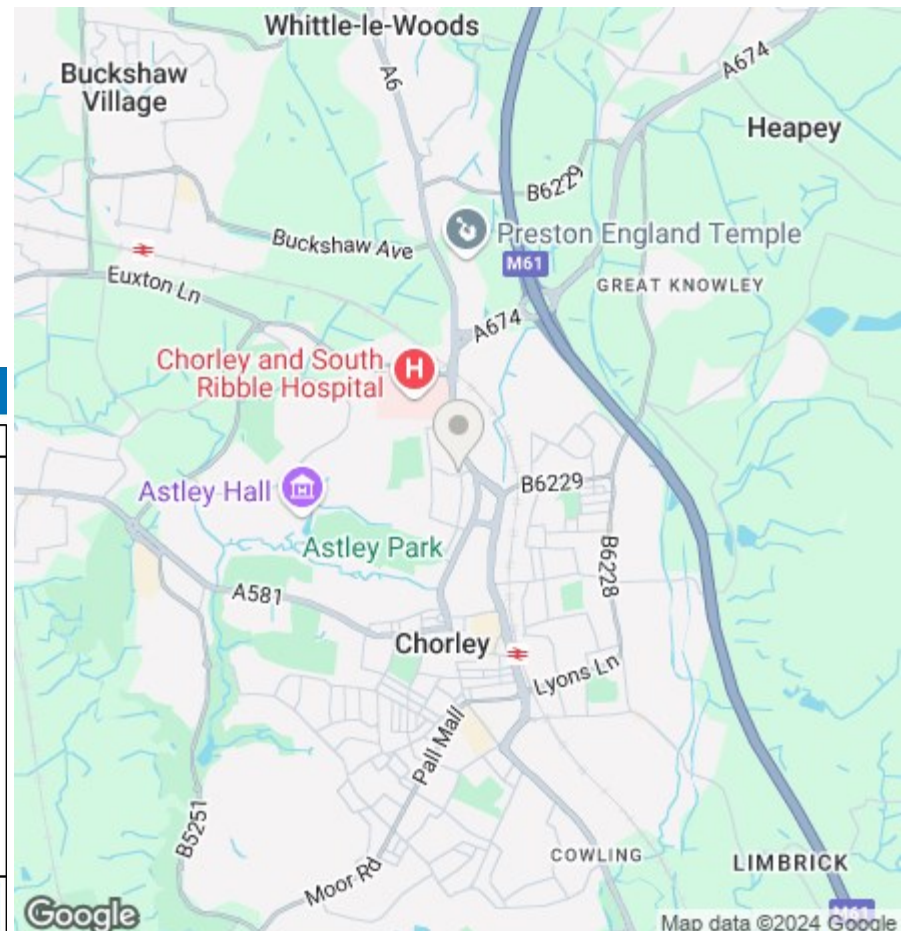 Whittle-le-Woods
A6
A674
Buckshaw
Village
Heapey
B6229
Preston England Temple
Buckshaw Ave
M61
Euxton Ln
GREAT KNOWLEY
A674
Chorley and South
Ribble Hospital
H
Astley Hall
B6229
Astley Park
B6228
A581
Chorley
Lyons Ln
Pall Mall
B5251
COWLING
LIMBRICK
Moor Rd
M61
Google
Map data ©2024 Google